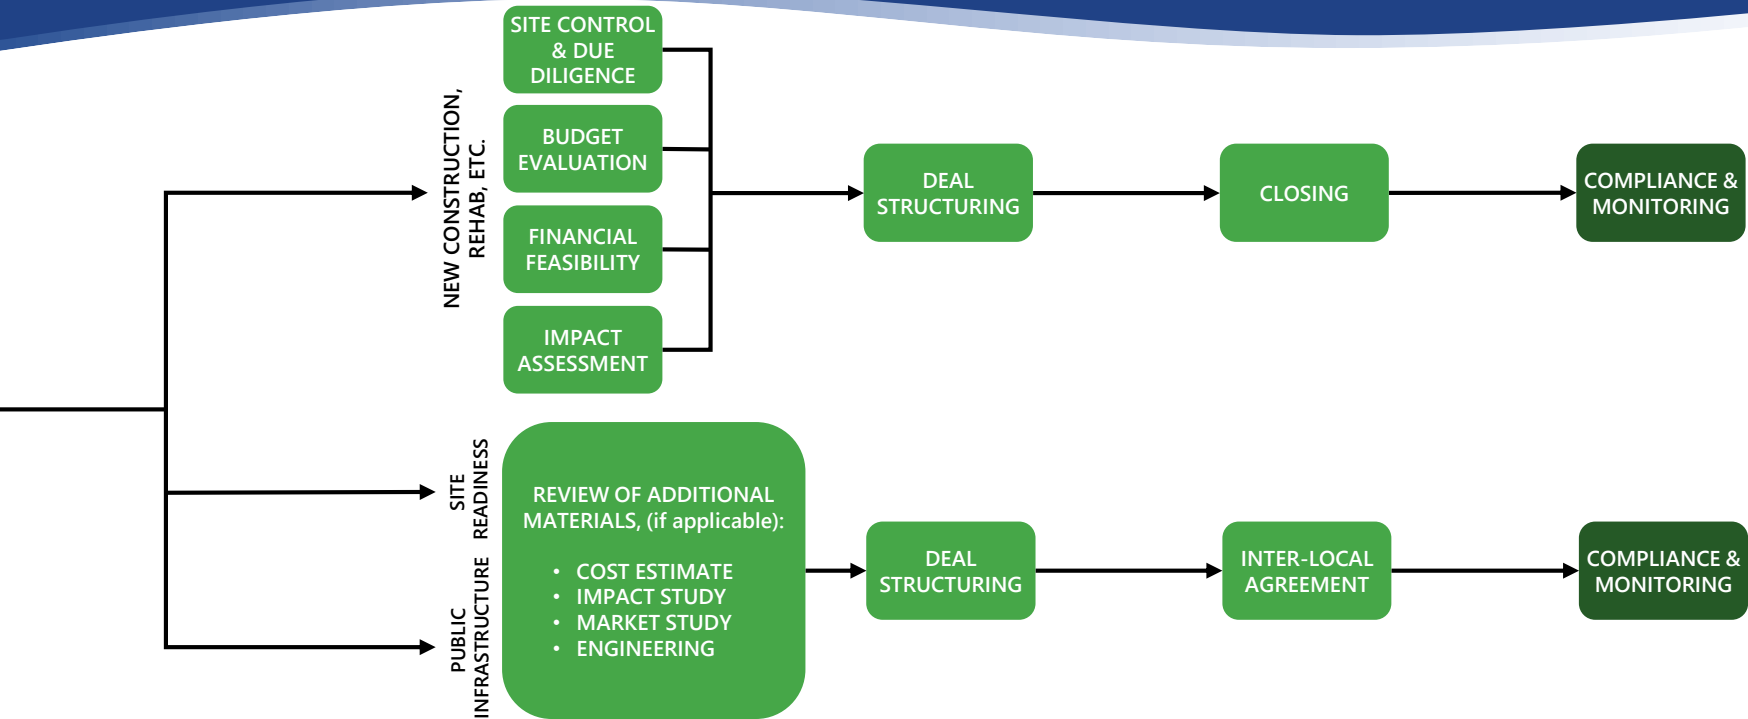 NEW CONSTRUCTION,
REHAB, ETC.
SITE CONTROL
& DUE
DILIGENCE
BUDGET
EVALUATION
FINANCIAL
FEASIBILITY
IMPACT
ASSESSMENT
DEAL
STRUCTURING
CLOSING
COMPLIANCE &
MONITORING
SITE
READINESS
PUBLIC
INFRASTRUCTURE
REVIEW OF ADDITIONAL
MATERIALS, (if applicable):
• COST ESTIMATE
• IMPACT STUDY
• MARKET STUDY
• ENGINEERING
DEAL
STRUCTURING
INTER-LOCAL
AGREEMENT
COMPLIANCE &
MONITORING